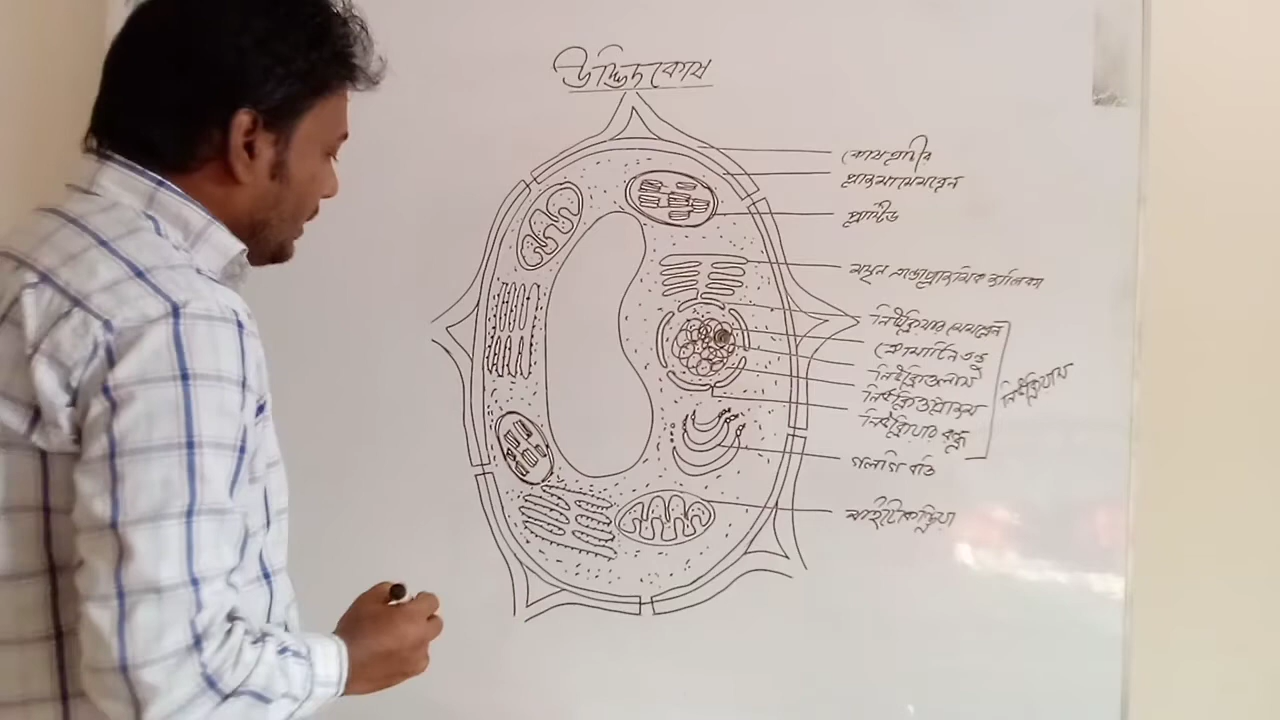 উদ্ভিদকোষ
কোষপ্রাচীর
প্লাজমামেমব্রেন
প্লাস্টিড
মসৃন এন্ডোপ্লাজমিক জালিকা
নিউক্লিয়ার মেমব্রেন
ক্রোমাটিন তন্তু
নিউক্লিওলাস
নিউক্লিওপ্লাজম
নিউক্লিয়ার রন্ধ্র
নিউক্লিয়াস
গলগি বডি
মাইটোকন্ড্রিয়া